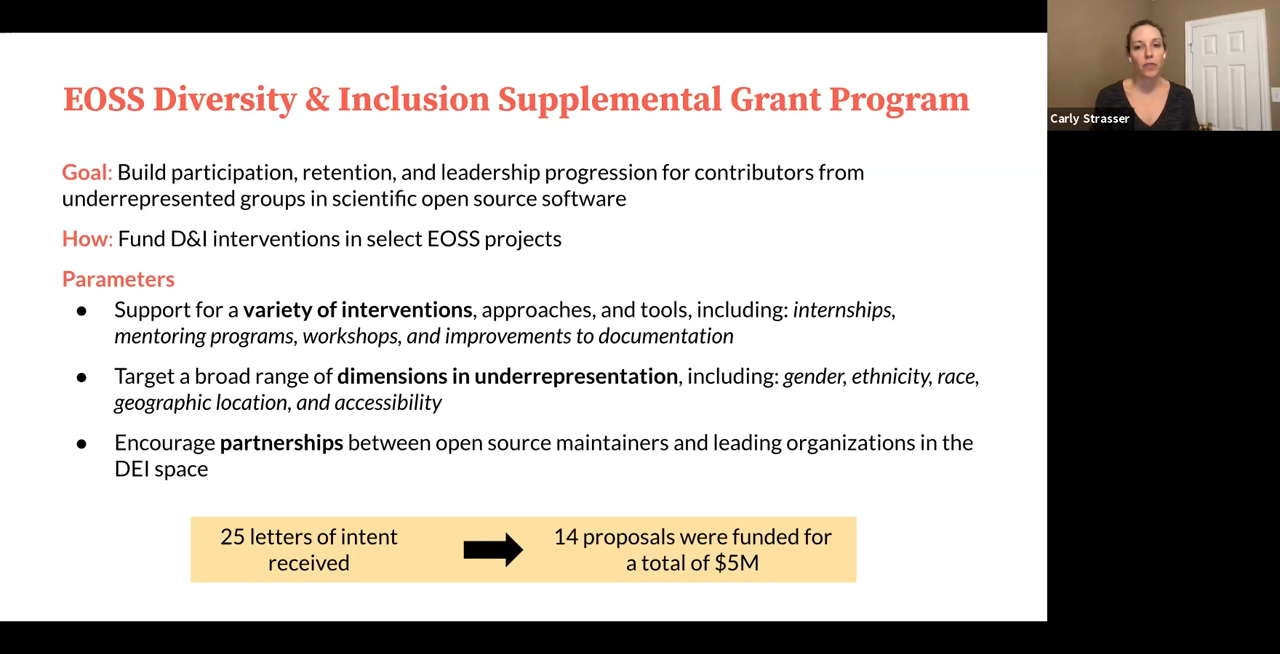 EOSS Diversity & Inclusion Supplemental Grant Program
Carly Strasser
Goal: Build participation, retention, and leadership progression for contributors from
underrepresented groups in scientific open source software
How: Fund D&I interventions in select EOSS projects
Parameters
● Support for a variety of interventions, approaches, and tools, including: internships,
mentoring programs, workshops, and improvements to documentation
● Target a broad range of dimensions in underrepresentation, including: gender, ethnicity, race,
geographic location, and accessibility
● Encourage partnerships between open source maintainers and leading organizations in the
DEI space
25 letters of intent
received
14 proposals were funded for
a total of $5M